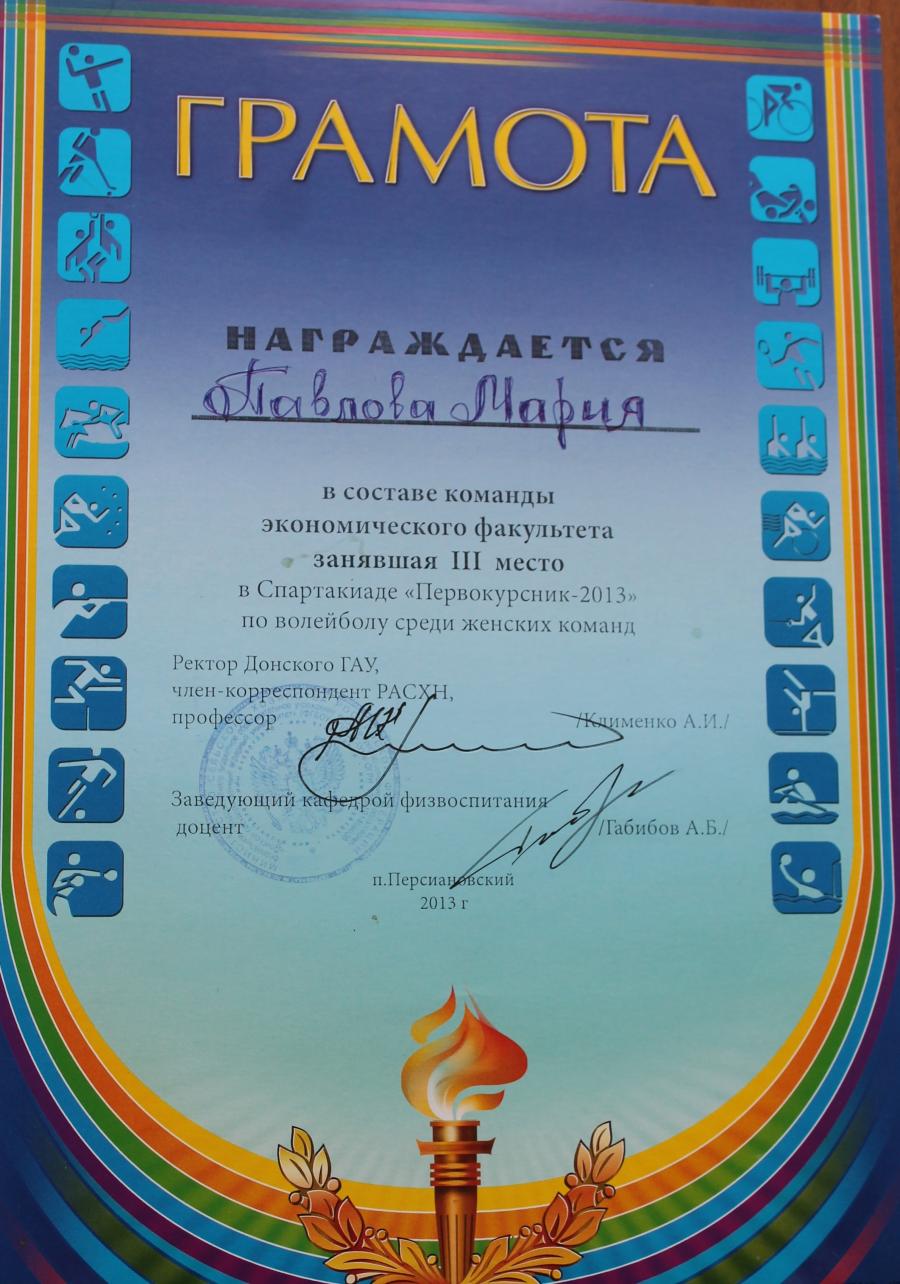 ГРАМОТА
НАГРАЖДАЕТСЯ
Павлова Мария
в составе команды
экономического факультета
занявшая III место
в Спартакиаде «Первокурсник-2013»
по волейболу среди женских команд
Ректор Донского ГАУ,
член-корреспондент РАСХН,
профессор /Клименко А.И./
Заведующий кафедрой физвоспитания
доцент /Габибов А.Б./
п.Персиановский
2013 г